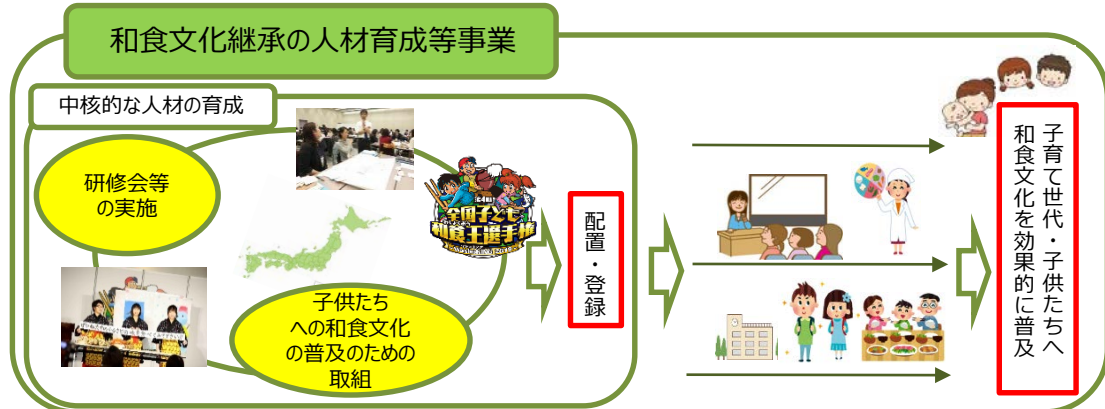 和食文化継承の人材育成等事業
中核的な人材の育成
研修会等
の実施
全国子ども
和食王選手権
子供たち
への和食文化
の普及のための
取組
配置・登録
子育て世代・子供たちへ
和食文化を効果的に普及